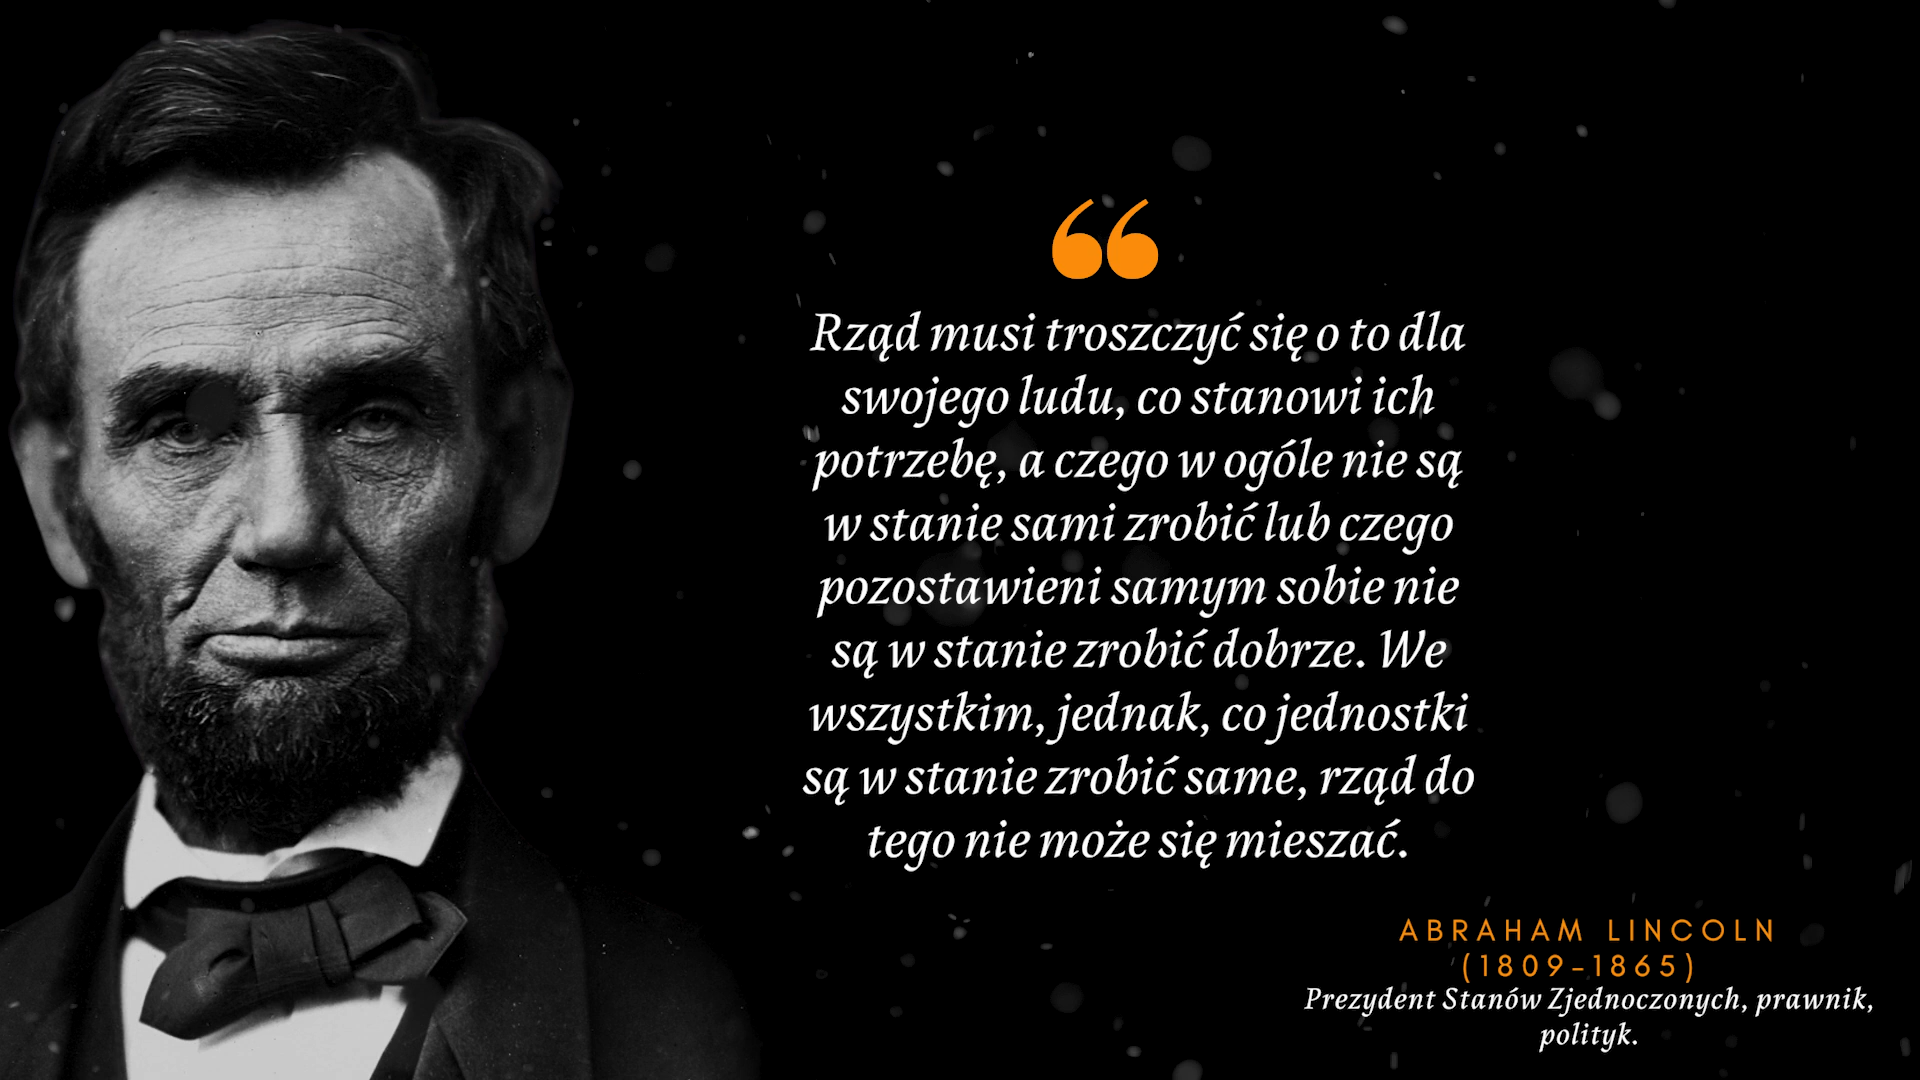 Rząd musi troszczyć się o to dla
swojego ludu, co stanowi ich
potrzebę, a czego w ogóle nie są
w stanie sami zrobić lub czego
pozostawieni samym sobie nie
są w stanie zrobić dobrze. We
wszystkim, jednak, co jednostki
są w stanie zrobić same, rząd do
tego nie może się mieszać.
ABRAHAM LINCOLN
(1809-1865)
Prezydent Stanów Zjednoczonych, prawnik,
polityk.